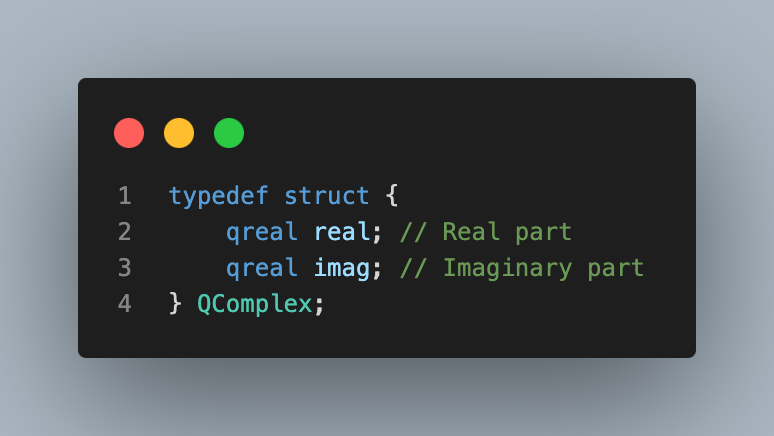 1 typedef struct {
2     qreal real; // Real part
3     qreal imag; // Imaginary part
4 } QComplex;